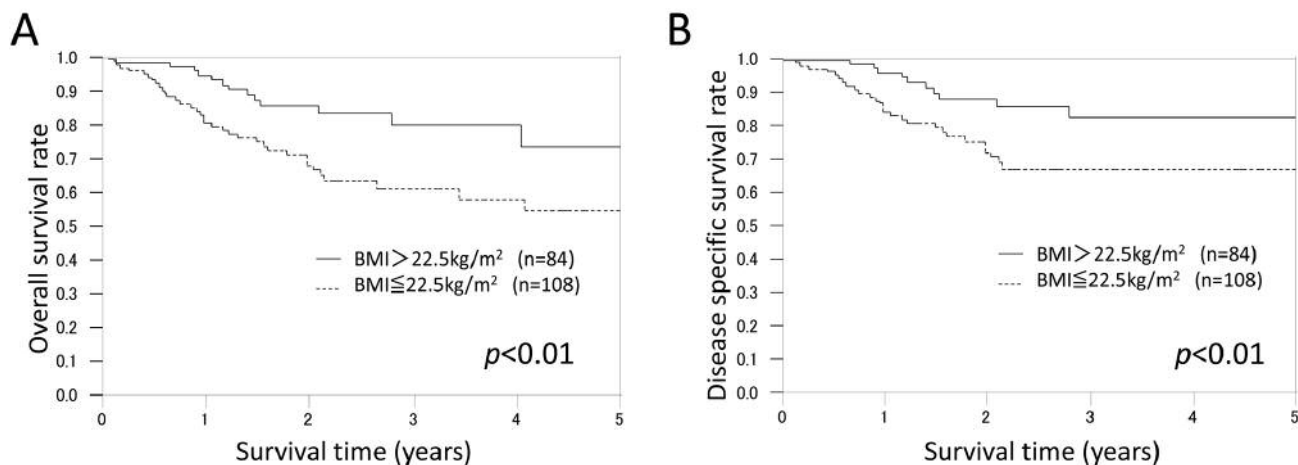 A
Overall survival rate
1.0
0.9
0.8
0.7
0.6
0.5
0.4
0.3
0.2
0.1
0.0
BMI＞22.5kg/m² (n=84)
BMI≦22.5kg/m² (n=108)
p<0.01
0 1 2 3 4 5
Survival time (years)
B
Disease specific survival rate
1.0
0.9
0.8
0.7
0.6
0.5
0.4
0.3
0.2
0.1
0.0
BMI＞22.5kg/m² (n=84)
BMI≦22.5kg/m² (n=108)
p<0.01
0 1 2 3 4 5
Survival time (years)